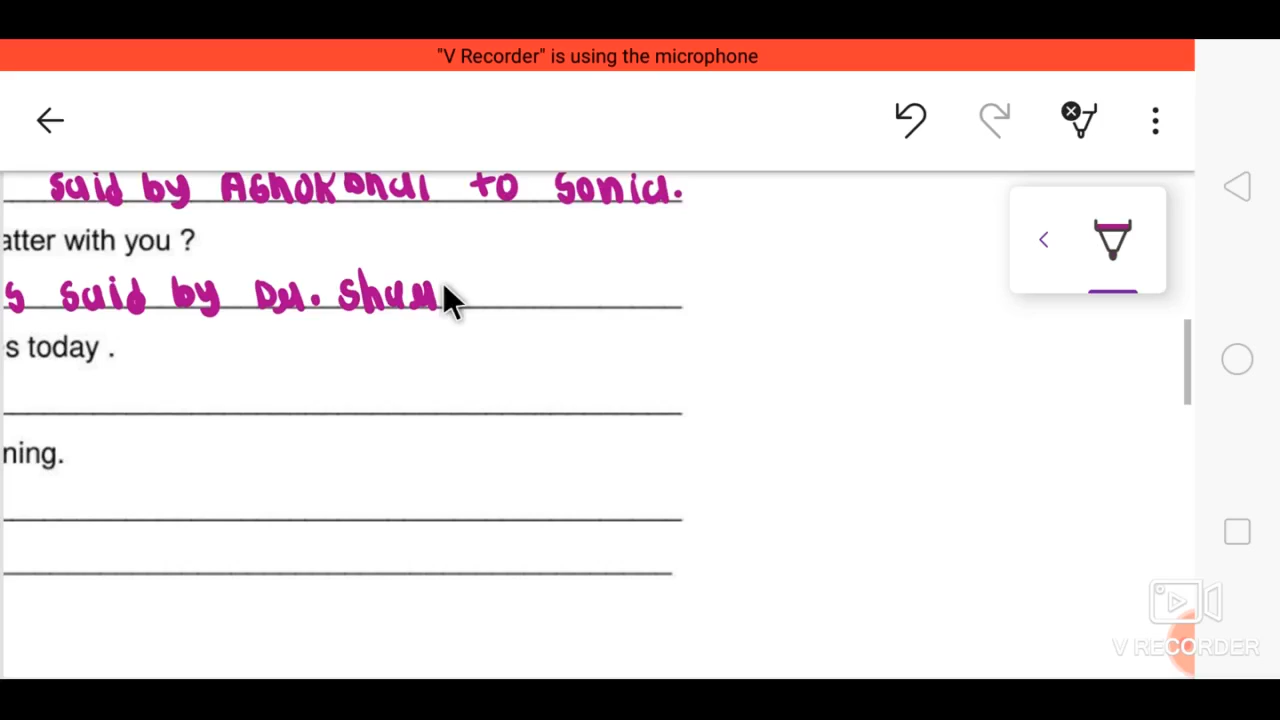 "V Recorder" is using the microphone
said by Ashokbhai to Sonia.
atter with you ?
s said by Dr. Shar
s today .
ning.
V RECORDER